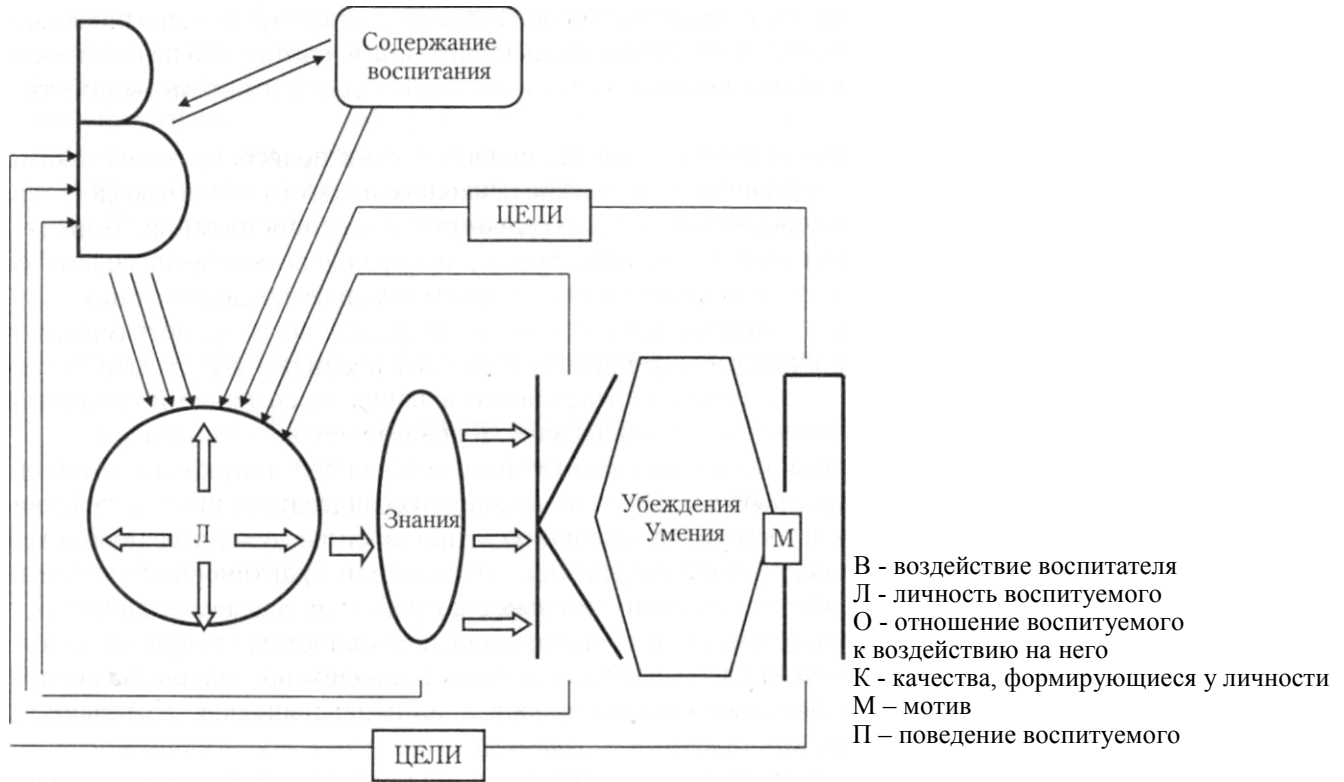 Содержание
воспитания
ЦЕЛИ
Л
Знания
Убеждения
Умения
М
ЦЕЛИ
В - воздействие воспитателя
Л - личность воспитуемого
О - отношение воспитуемого
к воздействию на него
К - качества, формирующиеся у личности
М – мотив
П – поведение воспитуемого